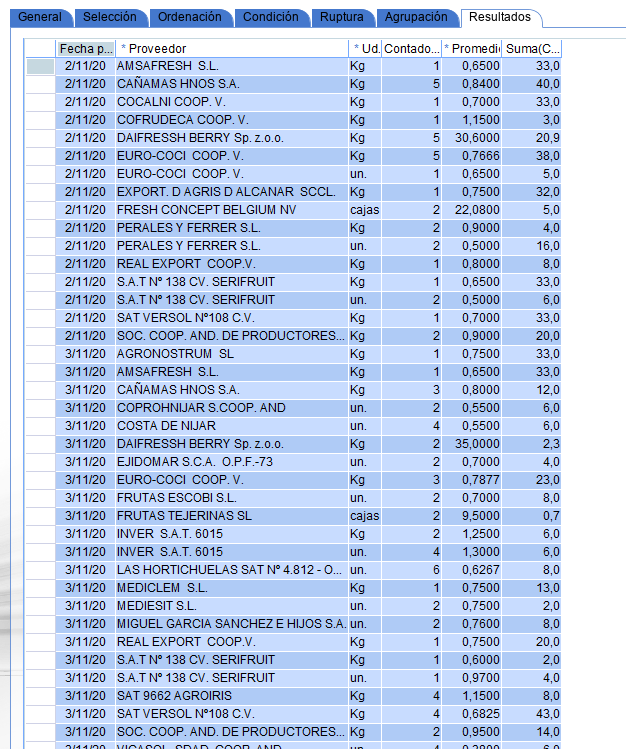 General Selección Ordenación Condición Ruptura Agrupación Resultados
Fecha p... * Proveedor * Ud. Contado... * Promedi Suma(C...
2/11/20 AMSAFRESH S.L. Kg 1 0,6500 33,0
2/11/20 CAÑAMAS HNOS S.A. Kg 5 0,8400 40,0
2/11/20 COCALNI COOP. V. Kg 1 0,7000 33,0
2/11/20 COFRUDECA COOP. V. Kg 1 1,1500 3,0
2/11/20 DAIFRESSH BERRY Sp. z.o.o. Kg 5 30,6000 20,9
2/11/20 EURO-COCI COOP. V. Kg 5 0,7666 38,0
2/11/20 EURO-COCI COOP. V. un. 1 0,6500 5,0
2/11/20 EXPORT. D AGRIS D ALCANAR SCCL. Kg 1 0,7500 32,0
2/11/20 FRESH CONCEPT BELGIUM NV cajas 2 22,0800 5,0
2/11/20 PERALES Y FERRER S.L. Kg 2 0,9000 4,0
2/11/20 PERALES Y FERRER S.L. un. 2 0,5000 16,0
2/11/20 REAL EXPORT COOP.V. Kg 1 0,8000 8,0
2/11/20 S.A.T Nº 138 CV. SERIFRUIT Kg 1 0,6500 33,0
2/11/20 S.A.T Nº 138 CV. SERIFRUIT un. 2 0,5000 6,0
2/11/20 SAT VERSOL Nº108 C.V. Kg 1 0,7000 33,0
2/11/20 SOC. COOP. AND. DE PRODUCTORES... Kg 2 0,9000 20,0
3/11/20 AGRONOSTRUM SL Kg 1 0,7500 33,0
3/11/20 AMSAFRESH S.L. Kg 1 0,6500 33,0
3/11/20 CAÑAMAS HNOS S.A. Kg 3 0,8000 12,0
3/11/20 COPROHNIJAR S.COOP. AND un. 2 0,5500 6,0
3/11/20 COSTA DE NIJAR un. 4 0,5500 6,0
3/11/20 DAIFRESSH BERRY Sp. z.o.o. Kg 2 35,0000 2,3
3/11/20 EJIDOMAR S.C.A. O.P.F.-73 un. 2 0,7000 4,0
3/11/20 EURO-COCI COOP. V. Kg 3 0,7877 23,0
3/11/20 FRUTAS ESCOBI S.L. un. 2 0,7000 8,0
3/11/20 FRUTAS TEJERINAS SL cajas 2 9,5000 0,7
3/11/20 INVER S.A.T. 6015 Kg 2 1,2500 6,0
3/11/20 INVER S.A.T. 6015 un. 4 1,3000 6,0
3/11/20 LAS HORTICHUELAS SAT Nº 4.812 - O... un. 6 0,6267 8,0
3/11/20 MEDICLEM S.L. Kg 1 0,7500 13,0
3/11/20 MEDIESIT S.L. un. 2 0,7500 2,0
3/11/20 MIGUEL GARCIA SANCHEZ E HIJOS S.A. un. 2 0,7600 8,0
3/11/20 REAL EXPORT COOP.V. Kg 1 0,7500 20,0
3/11/20 S.A.T Nº 138 CV. SERIFRUIT Kg 1 0,6000 2,0
3/11/20 S.A.T Nº 138 CV. SERIFRUIT un. 1 0,9700 4,0
3/11/20 SAT 9662 AGROIRIS Kg 4 1,1500 8,0
3/11/20 SAT VERSOL Nº108 C.V. Kg 4 0,6825 43,0
3/11/20 SOC. COOP. AND. DE PRODUCTORES... Kg 2 0,9500 14,0
3/11/20